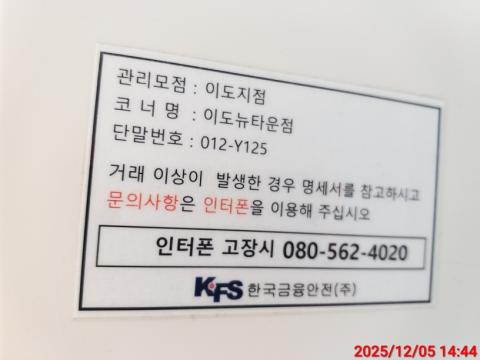 관리모점 : 이도지점
코 너 명 : 이도뉴타운점
단말번호 : 012-Y125
거래 이상이 발생한 경우 명세서를 참고하시고
문의사항은 인터폰을 이용해 주십시오
인터폰 고장시 080-562-4020
KFS 한국금융안전(주)
2025/12/05 14:44